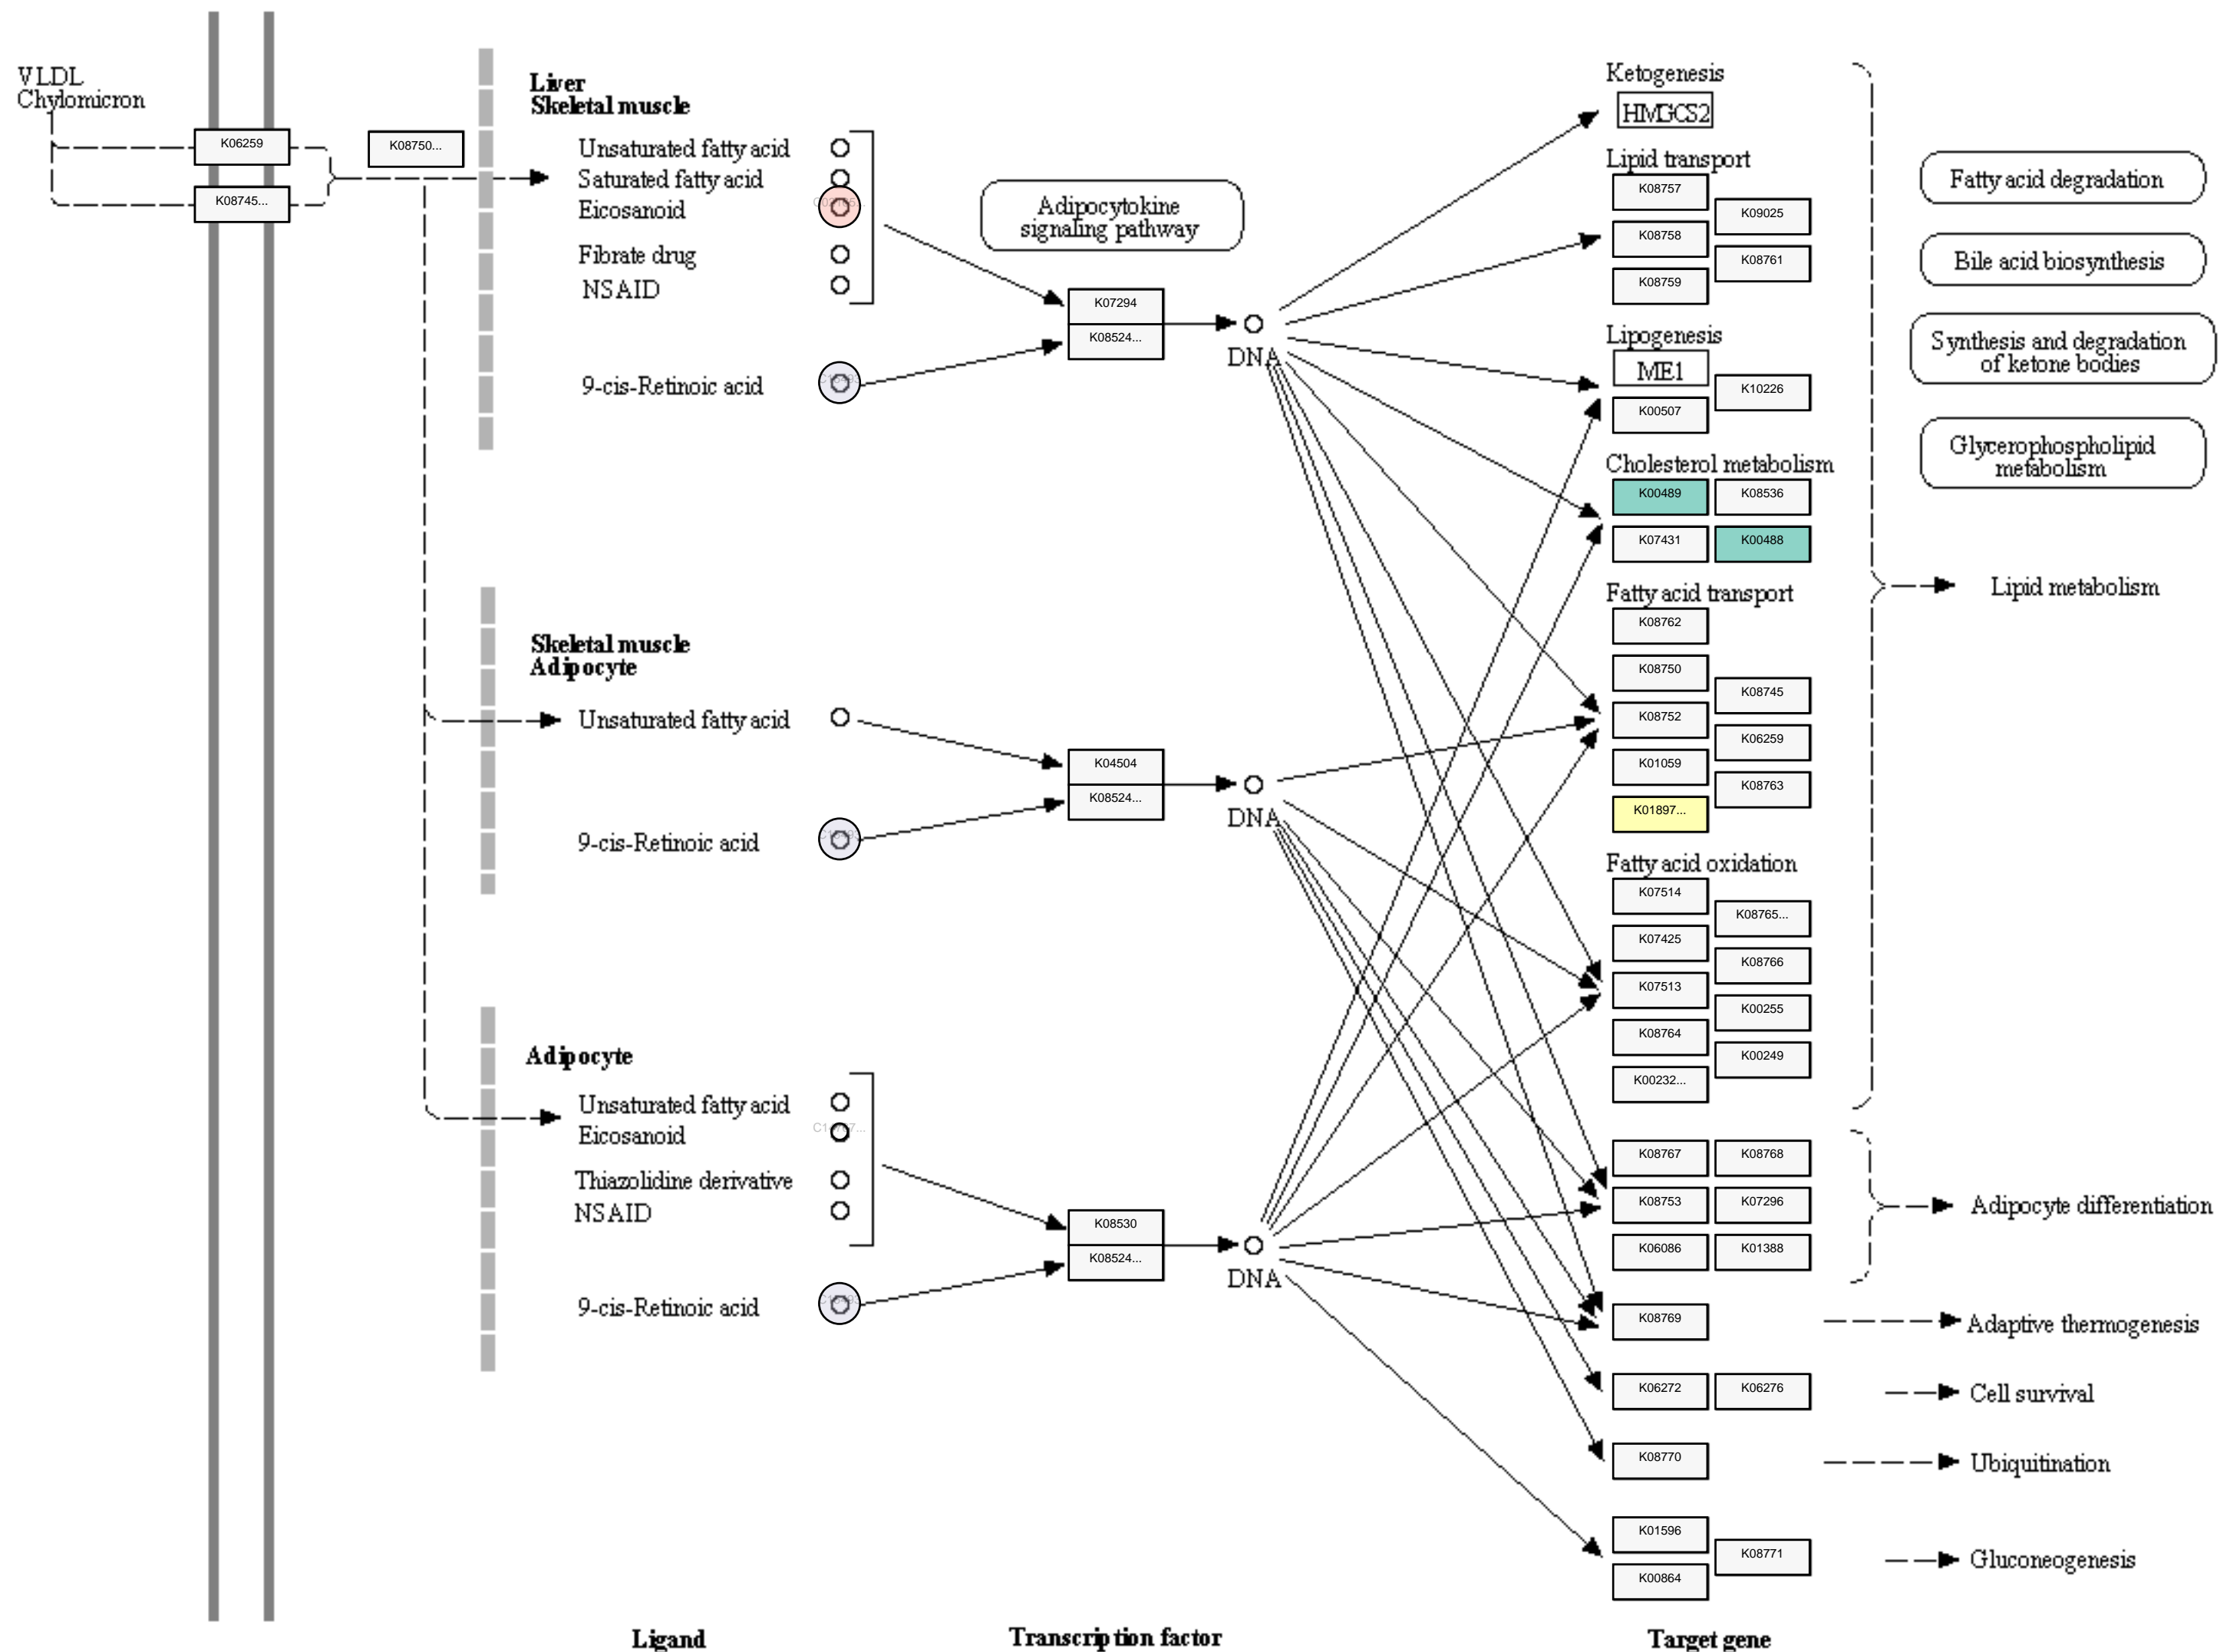 VLDL
Chylomicron
K06259
K08745...
K08750...
Liver
Skeletal muscle
Unsaturated fatty acid
Saturated fatty acid
Eicosanoid
Fibrate drug
NSAID
9-cis-Retinoic acid
Adipocytokine
signaling pathway
K07294
K08524...
DNA
Skeletal muscle
Adipocyte
Unsaturated fatty acid
9-cis-Retinoic acid
K04504
K08524...
DNA
Adipocyte
Unsaturated fatty acid
Eicosanoid
Thiazolidine derivative
NSAID
9-cis-Retinoic acid
K08530
K08524...
DNA
Ketogenesis
HMGCS2
Lipid transport
K08757
K09025
K08758
K08761
K08759
Lipogenesis
ME1
K10226
K00507
Cholesterol metabolism
K00489
K08536
K07431
K00488
Fatty acid transport
K08762
K08750
K08745
K08752
K06259
K01059
K08763
K01897...
Fatty acid oxidation
K07514
K08765...
K07425
K08766
K07513
K00255
K08764
K00249
K00232...
K08767
K08768
K08753
K07296
K06086
K01388
K08769
K06272
K06276
K08770
K01596
K08771
K00864
Fatty acid degradation
Bile acid biosynthesis
Synthesis and degradation
of ketone bodies
Glycerophospholipid
metabolism
Lipid metabolism
Adipocyte differentiation
Adaptive thermogenesis
Cell survival
Ubiquitination
Gluconeogenesis
Ligand
Transcription factor
Target gene